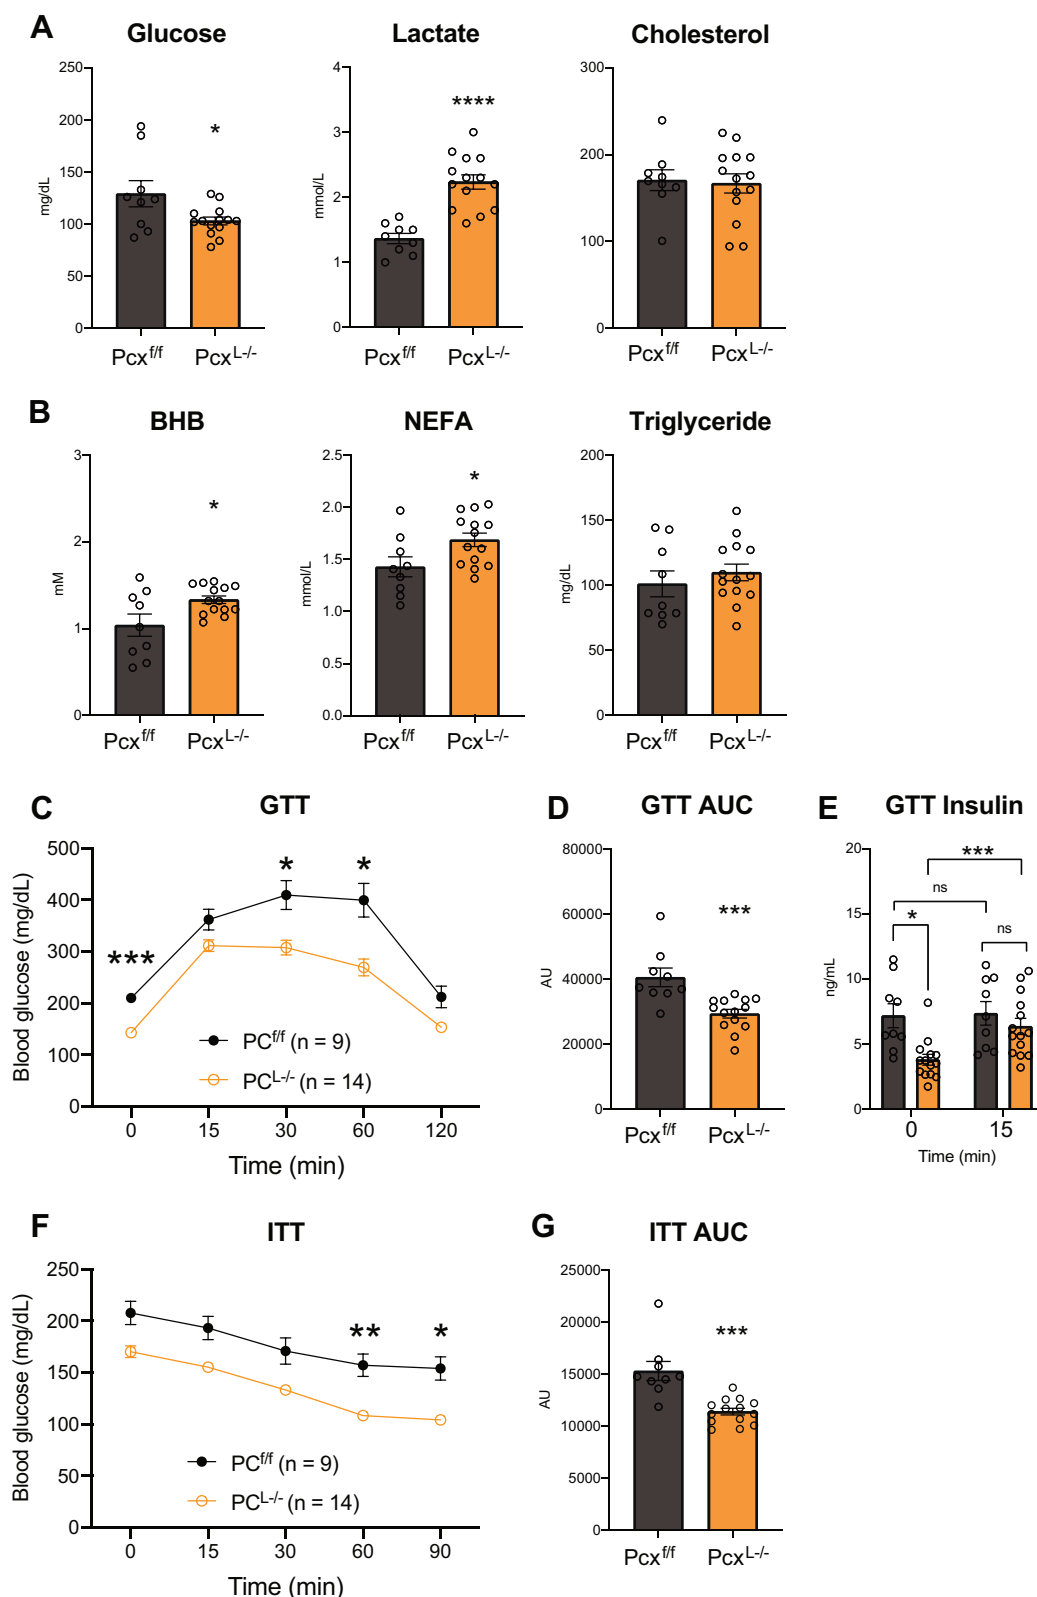 A
Glucose
Lactate
Cholesterol
250
200
150
100
50
0
mg/dL
*
Pcx^f/f
Pcx^L-/-
4
3
2
1
0
mmol/L
****
Pcx^f/f
Pcx^L-/-
300
200
100
0
Pcx^f/f
Pcx^L-/-
B
BHB
NEFA
Triglyceride
3
2
1
0
mM
*
Pcx^f/f
Pcx^L-/-
2.5
2.0
1.5
1.0
0.5
0.0
mmol/L
*
Pcx^f/f
Pcx^L-/-
200
150
100
50
0
mg/dL
Pcx^f/f
Pcx^L-/-
C
GTT
500
400
300
200
100
0
Blood glucose (mg/dL)
***
*
*
PC^f/f (n = 9)
PC^L-/- (n = 14)
0 15 30 60 120
Time (min)
D
GTT AUC
80000
60000
40000
20000
0
AU
***
Pcx^f/f
Pcx^L-/-
E
GTT Insulin
20
15
10
5
0
ng/mL
***
ns
*
ns
0 15
Time (min)
F
ITT
250
200
150
100
50
0
Blood glucose (mg/dL)
**
*
PC^f/f (n = 9)
PC^L-/- (n = 14)
0 15 30 60 90
Time (min)
G
ITT AUC
25000
20000
15000
10000
5000
0
AU
***
Pcx^f/f
Pcx^L-/-